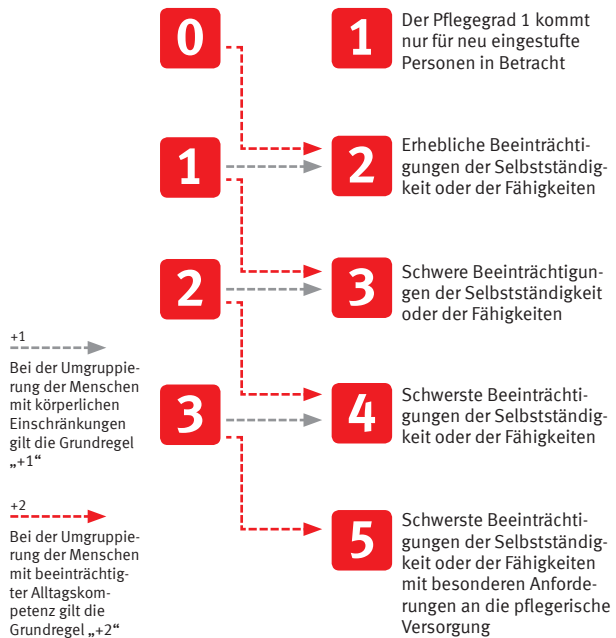 0
1
Der Pflegegrad 1 kommt
nur für neu eingestufte
Personen in Betracht
1
2
Erhebliche Beeinträchti-
gungen der Selbstständig-
keit oder der Fähigkeiten
2
3
Schwere Beeinträchtigun-
gen der Selbstständigkeit
oder der Fähigkeiten
+1
Bei der Umgruppie-
rung der Menschen
mit körperlichen
Einschränkungen
gilt die Grundregel
„+1“
3
4
Schwerste Beeinträchti-
gungen der Selbstständig-
keit oder der Fähigkeiten
+2
Bei der Umgruppie-
rung der Menschen
mit beeinträchtig-
ter Alltagskom-
petenz gilt die
Grundregel „+2“
5
Schwerste Beeinträchti-
gungen der Selbstständig-
keit oder der Fähigkeiten
mit besonderen Anforde-
rungen an die pflegerische
Versorgung